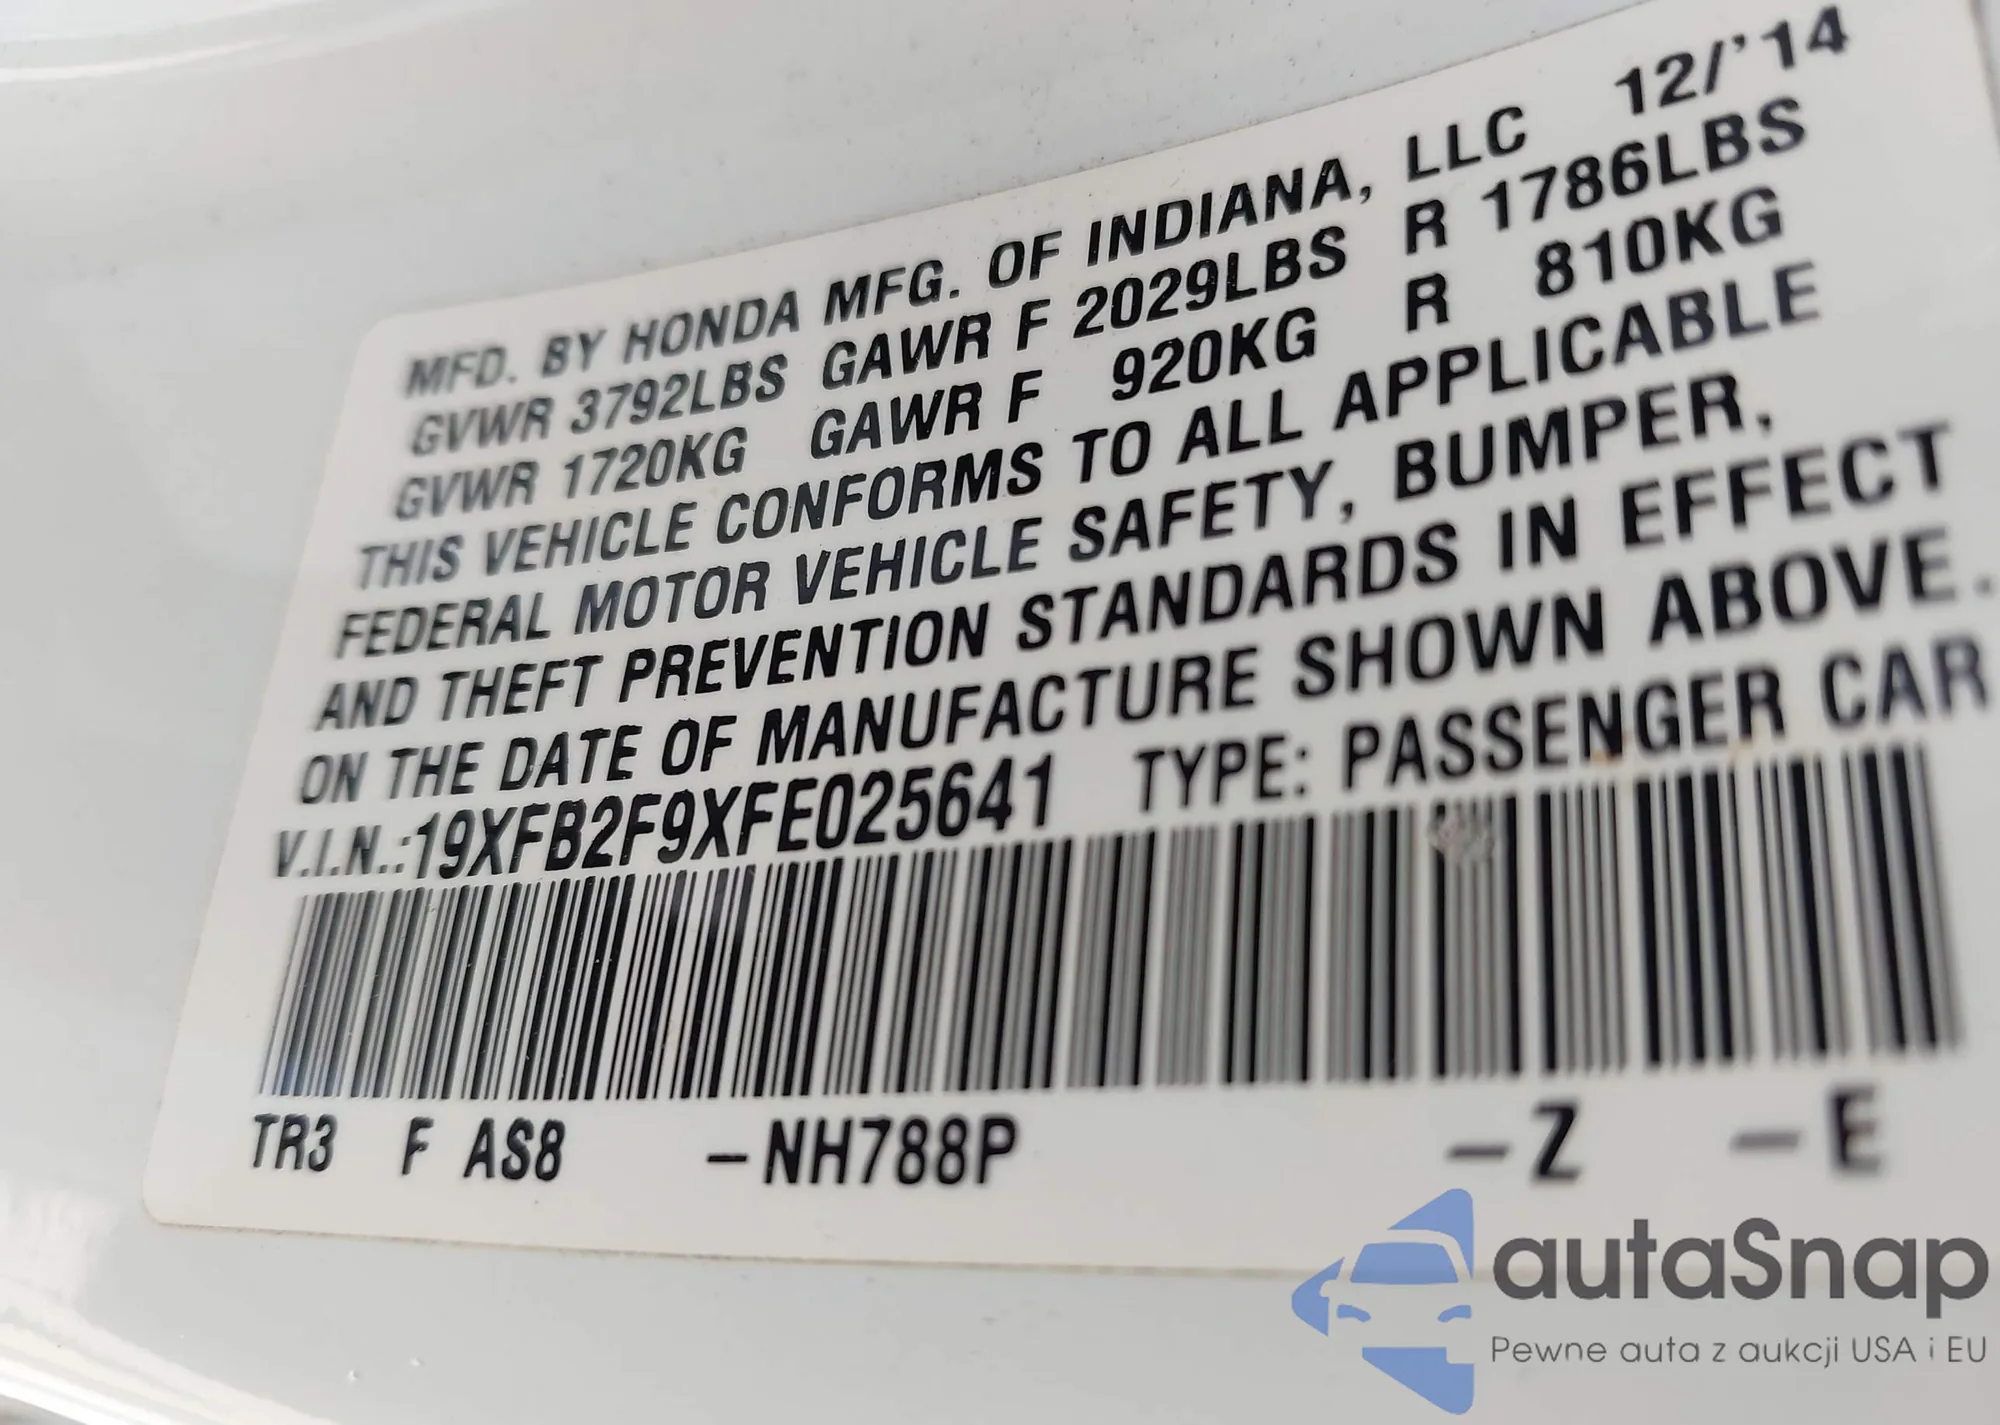 MFD. BY HONDA MFG. OF INDIANA, LLC 12/'14
GVWR 3792LBS GAWR F 2029LBS R 1786LBS
GVWR 1720KG GAWR F 920KG R 810KG
THIS VEHICLE CONFORMS TO ALL APPLICABLE
FEDERAL MOTOR VEHICLE SAFETY, BUMPER,
AND THEFT PREVENTION STANDARDS IN EFFECT
ON THE DATE OF MANUFACTURE SHOWN ABOVE.
V.I.N.:19XFB2F9XFE025641 TYPE: PASSENGER CAR
TR3 F AS8 –NH788P –Z –E
autaSnap
Pewne auta z aukcji USA i EU